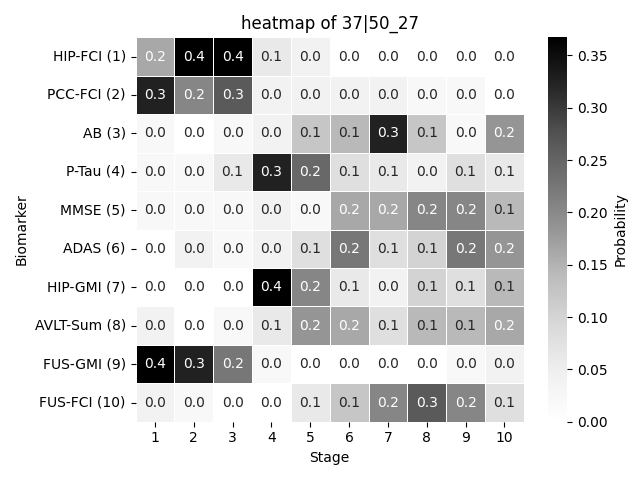 heatmap of 37|50_27
HIP-FCI (1) 0.2 0.4 0.4 0.1 0.0 0.0 0.0 0.0 0.0 0.0
PCC-FCI (2) 0.3 0.2 0.3 0.0 0.0 0.0 0.0 0.0 0.0 0.0
AB (3) 0.0 0.0 0.0 0.0 0.1 0.1 0.3 0.1 0.0 0.2
P-Tau (4) 0.0 0.0 0.1 0.3 0.2 0.1 0.1 0.0 0.1 0.1
MMSE (5) 0.0 0.0 0.0 0.0 0.0 0.2 0.2 0.2 0.2 0.1
ADAS (6) 0.0 0.0 0.0 0.0 0.1 0.2 0.1 0.1 0.2 0.2
HIP-GMI (7) 0.0 0.0 0.0 0.4 0.2 0.1 0.0 0.1 0.1 0.1
AVLT-Sum (8) 0.0 0.0 0.0 0.1 0.2 0.2 0.1 0.1 0.1 0.2
FUS-GMI (9) 0.4 0.3 0.2 0.0 0.0 0.0 0.0 0.0 0.0 0.0
FUS-FCI (10) 0.0 0.0 0.0 0.0 0.1 0.1 0.2 0.3 0.2 0.1
1 2 3 4 5 6 7 8 9 10
Stage
Biomarker
0.35
0.30
0.25
0.20
0.15
0.10
0.05
0.00
Probability